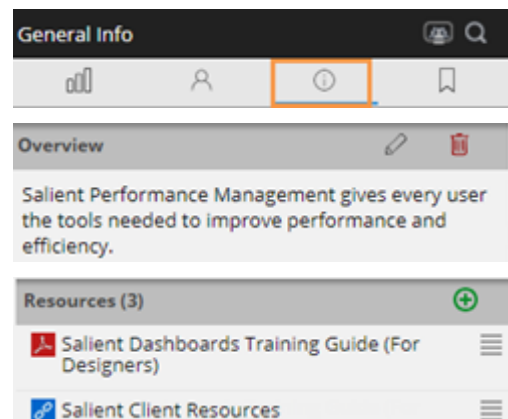 General Info
Overview
Salient Performance Management gives every user
the tools needed to improve performance and
efficiency.
Resources (3)
Salient Dashboards Training Guide (For
Designers)
Salient Client Resources